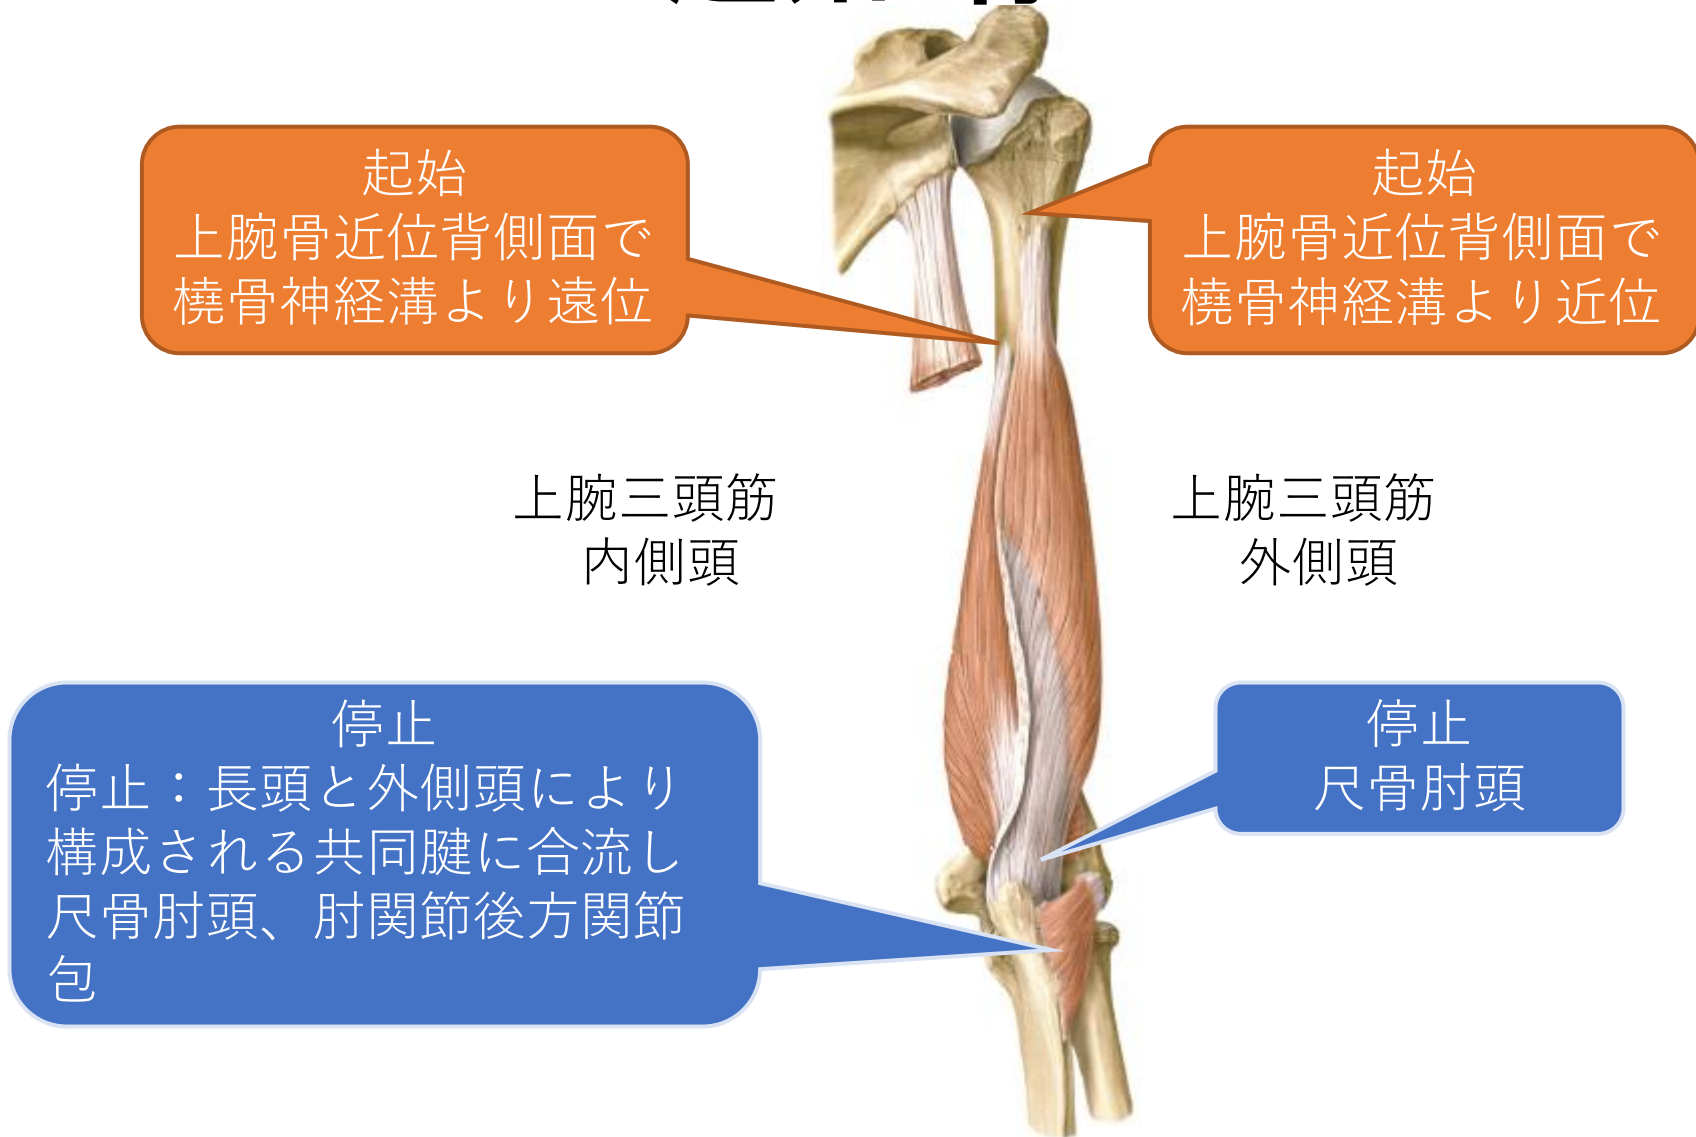 起始
上腕骨近位背側面で
橈骨神経溝より遠位
起始
上腕骨近位背側面で
橈骨神経溝より近位
上腕三頭筋
内側頭
上腕三頭筋
外側頭
停止
停止：長頭と外側頭により
構成される共同腱に合流し
尺骨肘頭、肘関節後方関節
包
停止
尺骨肘頭